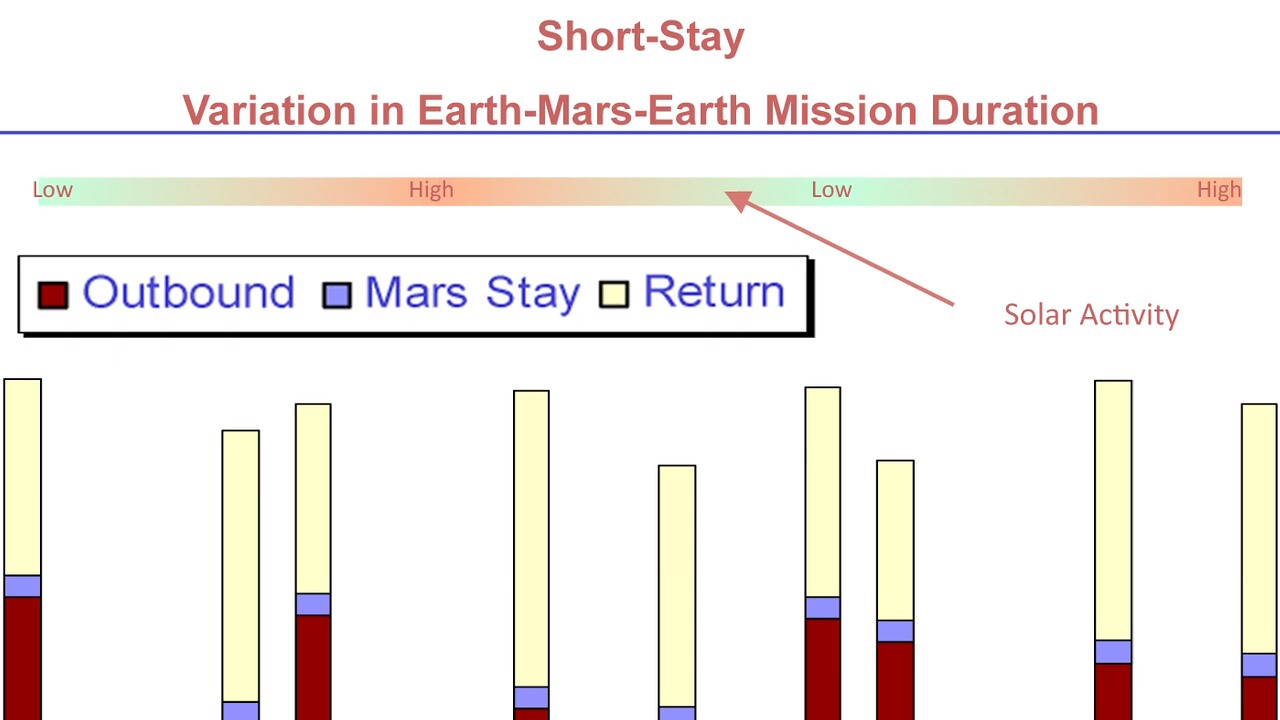 Short-Stay
Variation in Earth-Mars-Earth Mission Duration
Low High Low High
Outbound Mars Stay Return
Solar Activity